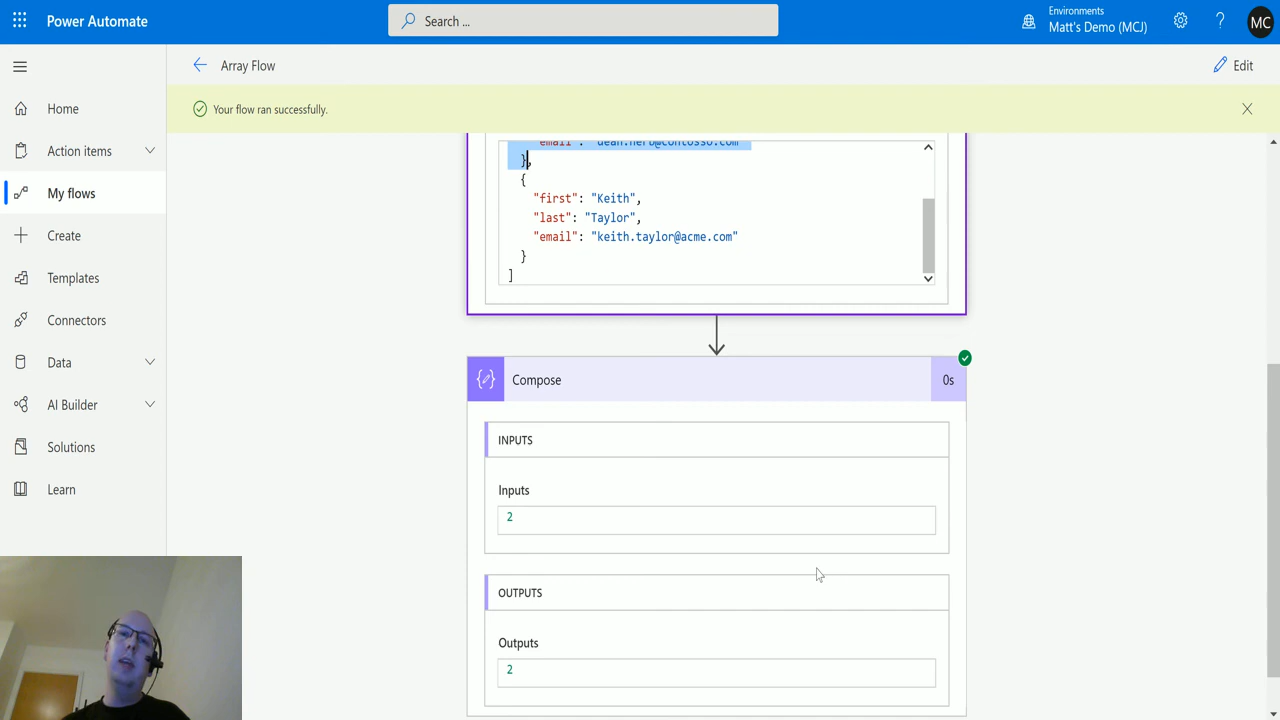 Power Automate
Search ...
Environments
Matt's Demo (MCJ)
?
MC
Array Flow
Edit
Your flow ran successfully.
Home
Action items
My flows
Create
Templates
Connectors
Data
AI Builder
Solutions
Learn
},
{
"first": "Keith",
"last": "Taylor",
"email": "keith.taylor@acme.com"
}
]
Compose
0s
INPUTS
Inputs
2
OUTPUTS
Outputs
2